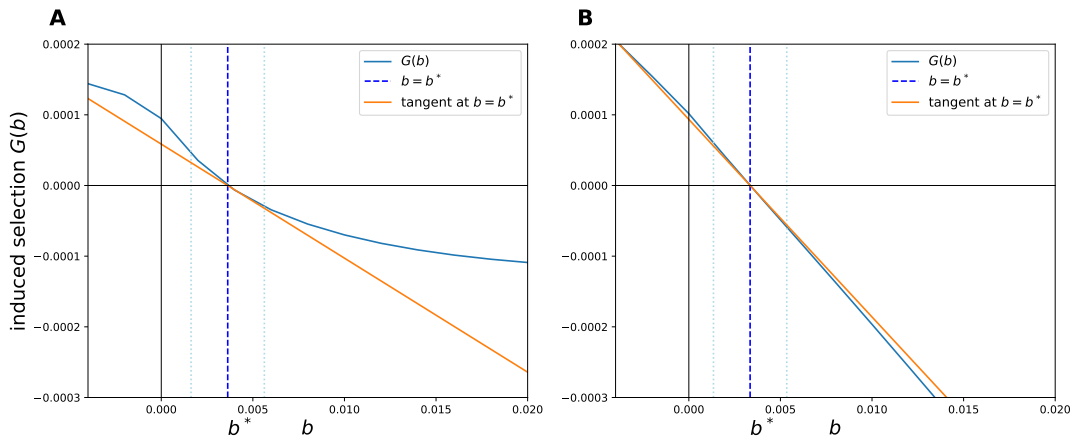 A
B
0.0002
0.0001
0.0000
−0.0001
−0.0002
−0.0003
induced selection G(b)
G(b)
b = b*
tangent at b = b*
0.000
0.005
0.010
0.015
0.020
b*
b
0.0002
0.0001
0.0000
−0.0001
−0.0002
−0.0003
G(b)
b = b*
tangent at b = b*
0.000
0.005
0.010
0.015
0.020
b*
b